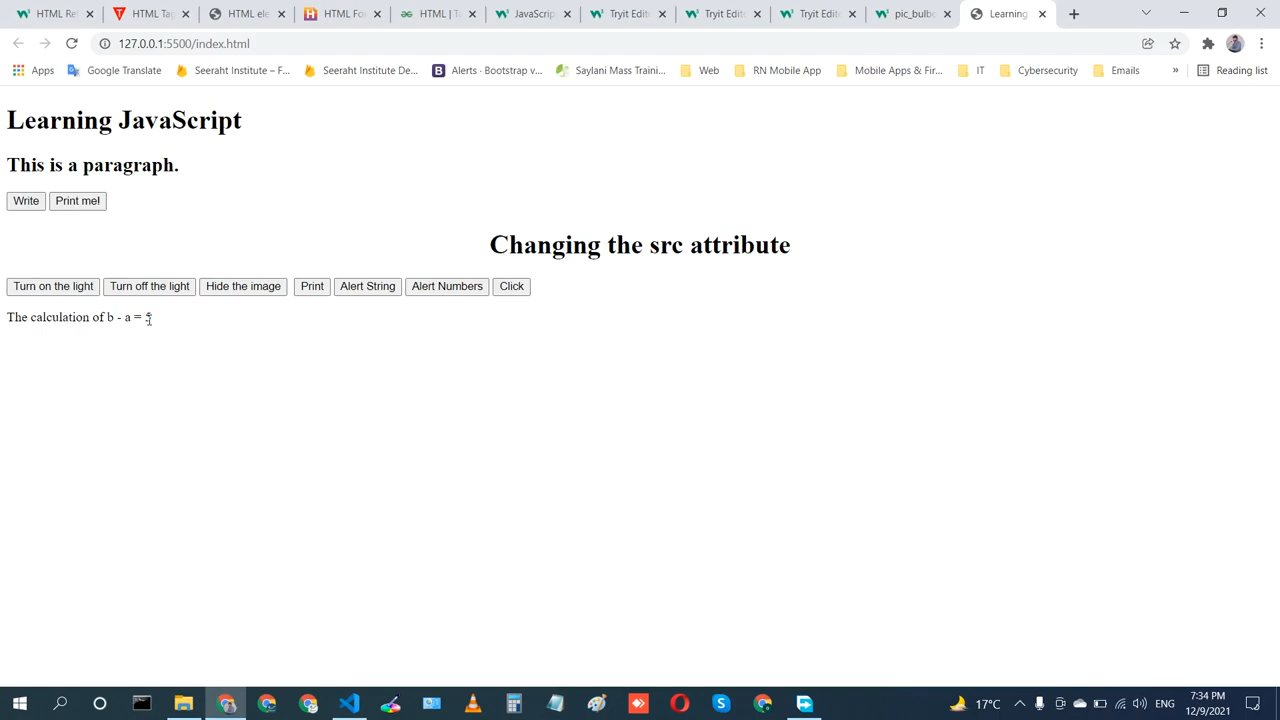 HTML Re
HTML Tag
HTML ele
HTML Fo
HTML | T
JavaScrip
Tryit Edit
Tryit Edit
Tryit Edit
pic_bulb
Learning
127.0.0.1:5500/index.html
Apps
Google Translate
Seeraht Institute – F...
Seeraht Institute De...
Alerts - Bootstrap v...
Saylani Mass Traini...
Web
RN Mobile App
Mobile Apps & Fir...
IT
Cybersecurity
Emails
»
Reading list
Learning JavaScript
This is a paragraph.
Write Print me!
Changing the src attribute
Turn on the light Turn off the light Hide the image Print Alert String Alert Numbers Click
The calculation of b - a =
17°C
ENG
7:34 PM
12/9/2021